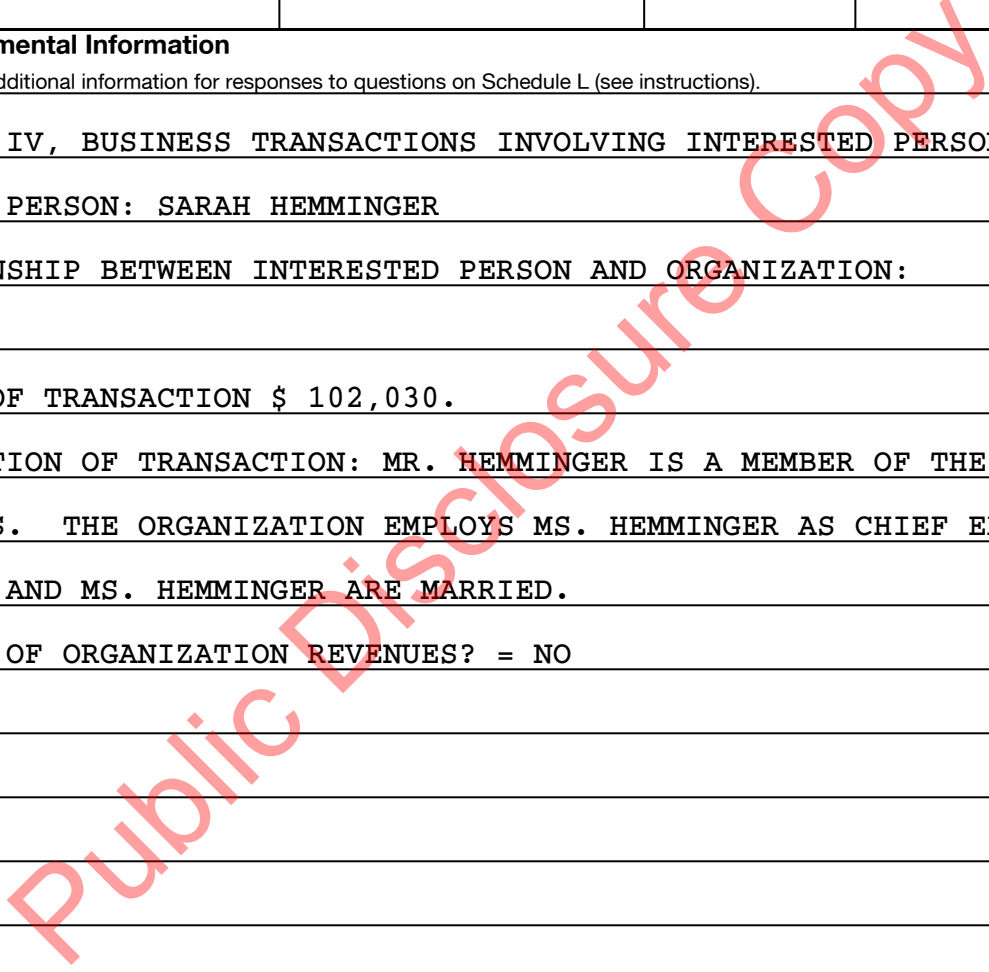 mental Information
dditional information for responses to questions on Schedule L (see instructions).
IV, BUSINESS TRANSACTIONS INVOLVING INTERESTED PERSO
PERSON: SARAH HEMMINGER
NSHIP BETWEEN INTERESTED PERSON AND ORGANIZATION:
OF TRANSACTION $ 102,030.
TION OF TRANSACTION: MR. HEMMINGER IS A MEMBER OF THE
S. THE ORGANIZATION EMPLOYS MS. HEMMINGER AS CHIEF E
AND MS. HEMMINGER ARE MARRIED.
OF ORGANIZATION REVENUES? = NO
Public Disclosure Copy